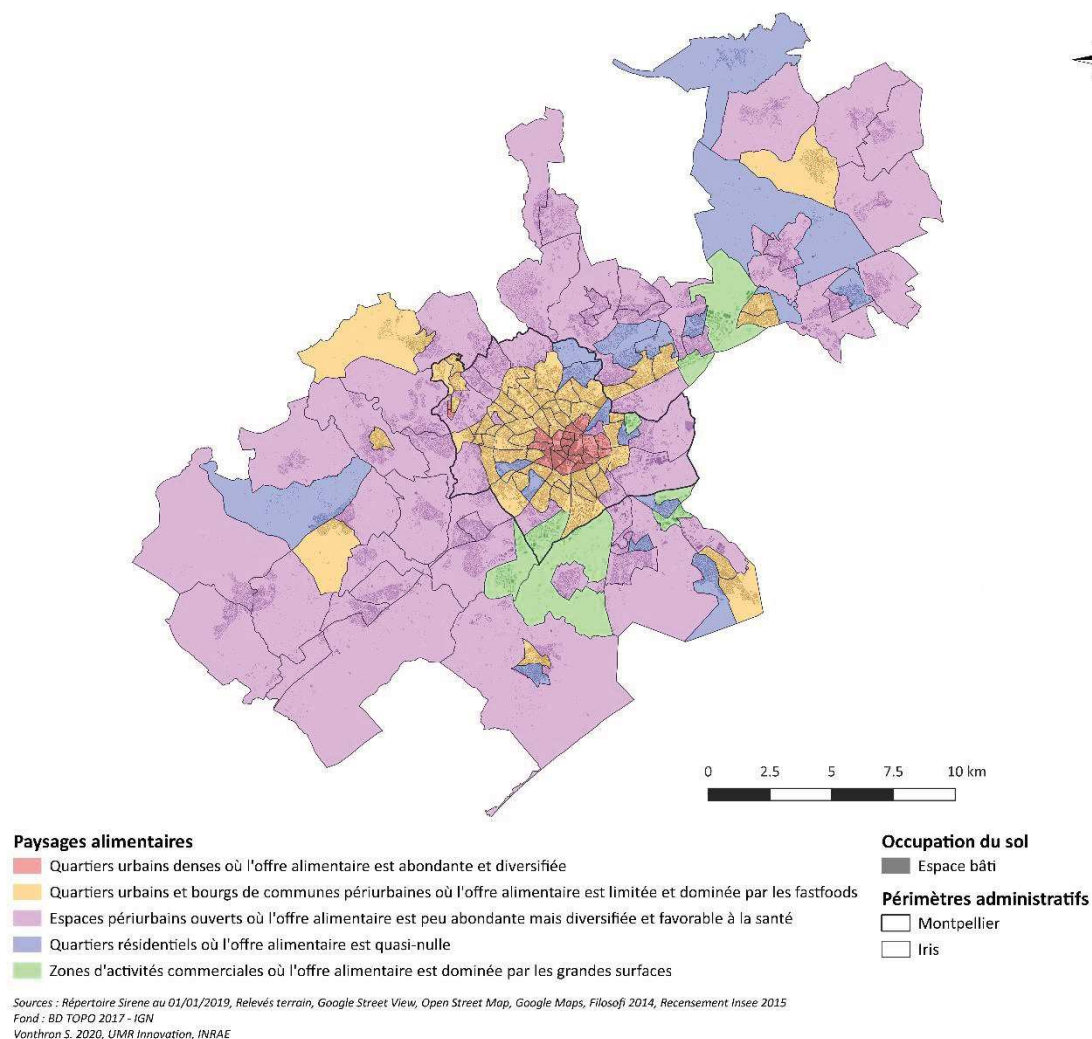 0 2.5 5 7.5 10 km
Paysages alimentaires
Quartiers urbains denses où l'offre alimentaire est abondante et diversifiée
Quartiers urbains et bourgs de communes périurbaines où l'offre alimentaire est limitée et dominée par les fastfoods
Espaces périurbains ouverts où l'offre alimentaire est peu abondante mais diversifiée et favorable à la santé
Quartiers résidentiels où l'offre alimentaire est quasi-nulle
Zones d'activités commerciales où l'offre alimentaire est dominée par les grandes surfaces
Occupation du sol
Espace bâti
Périmètres administratifs
Montpellier
Iris
Sources : Répertoire Sirene au 01/01/2019, Relevés terrain, Google Street View, Open Street Map, Google Maps, Filosofi 2014, Recensement Insee 2015
Fond : BD TOPO 2017 - IGN
Vonthron S. 2020, UMR Innovation, INRAE